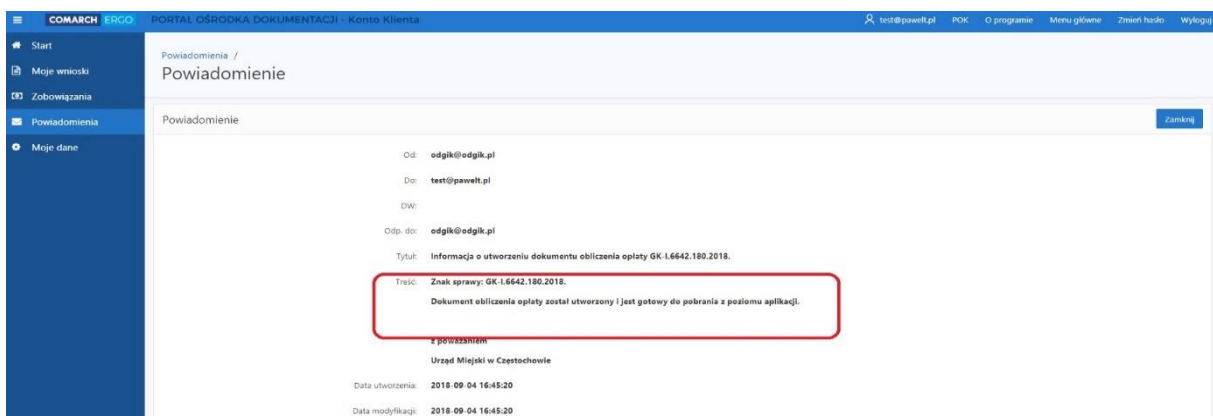 COMARCH ERGO PORTAL OŚRODKA DOKUMENTACJI - Konto Klienta test@pawelt.pl POK O programie Menu główne Zmień hasło Wyloguj
Start
Moje wnioski
Zobowiązania
Powiadomienia
Moje dane
Powiadomienia /
Powiadomienie
Powiadomienie Zamknij
Od: odgik@odgik.pl
Do: test@pawelt.pl
DW:
Odp. do: odgik@odgik.pl
Tytuł: Informacja o utworzeniu dokumentu obliczenia opłaty GK-I.6642.180.2018.
Treść: Znak sprawy: GK-I.6642.180.2018.
Dokument obliczenia opłaty został utworzony i jest gotowy do pobrania z poziomu aplikacji.
z poważaniem
Urząd Miejski w Częstochowie
Data utworzenia: 2018-09-04 16:45:20
Data modyfikacji: 2018-09-04 16:45:20